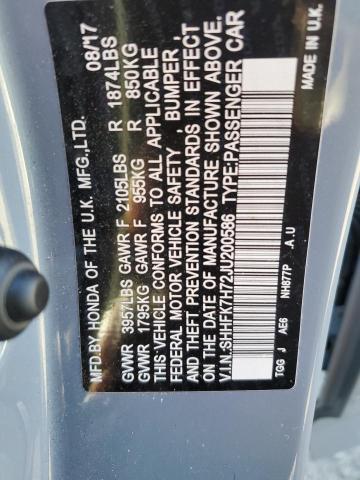 MFD.BY HONDA OF THE U.K. MFG.,LTD. 08/17
GVWR 3957LBS GAWR F 2105LBS R 1874LBS
GVWR 1795KG GAWR F 955KG R 850KG
THIS VEHICLE CONFORMS TO ALL APPLICABLE
FEDERAL MOTOR VEHICLE SAFETY , BUMPER ,
AND THEFT PREVENTION STANDARDS IN EFFECT
ON THE DATE OF MANUFACTURE SHOWN ABOVE.
V.I.N.:SHHFK7H72JU200586 TYPE:PASSENGER CAR
TGG J AE6 NH877P A.U
MADE IN U.K.